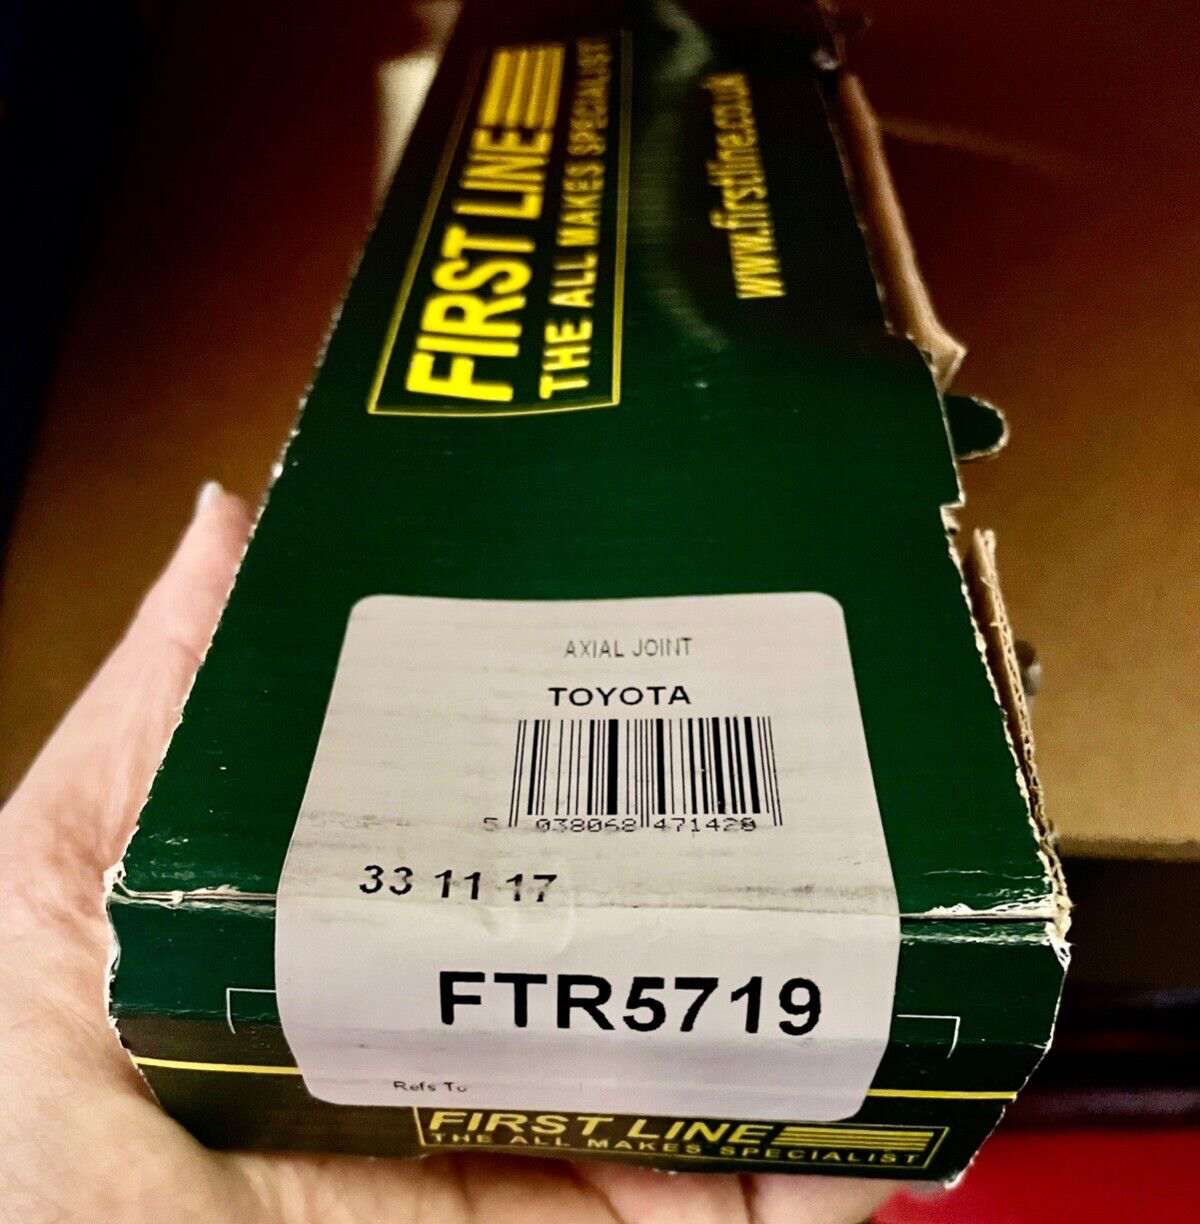 FIRST LINE
THE ALL MAKES SPECIALIST
www.firstline.co.uk
AXIAL JOINT
TOYOTA
5 038068 471428
33 11 17
FTR5719
Refs To
FIRST LINE
THE ALL MAKES SPECIALIST